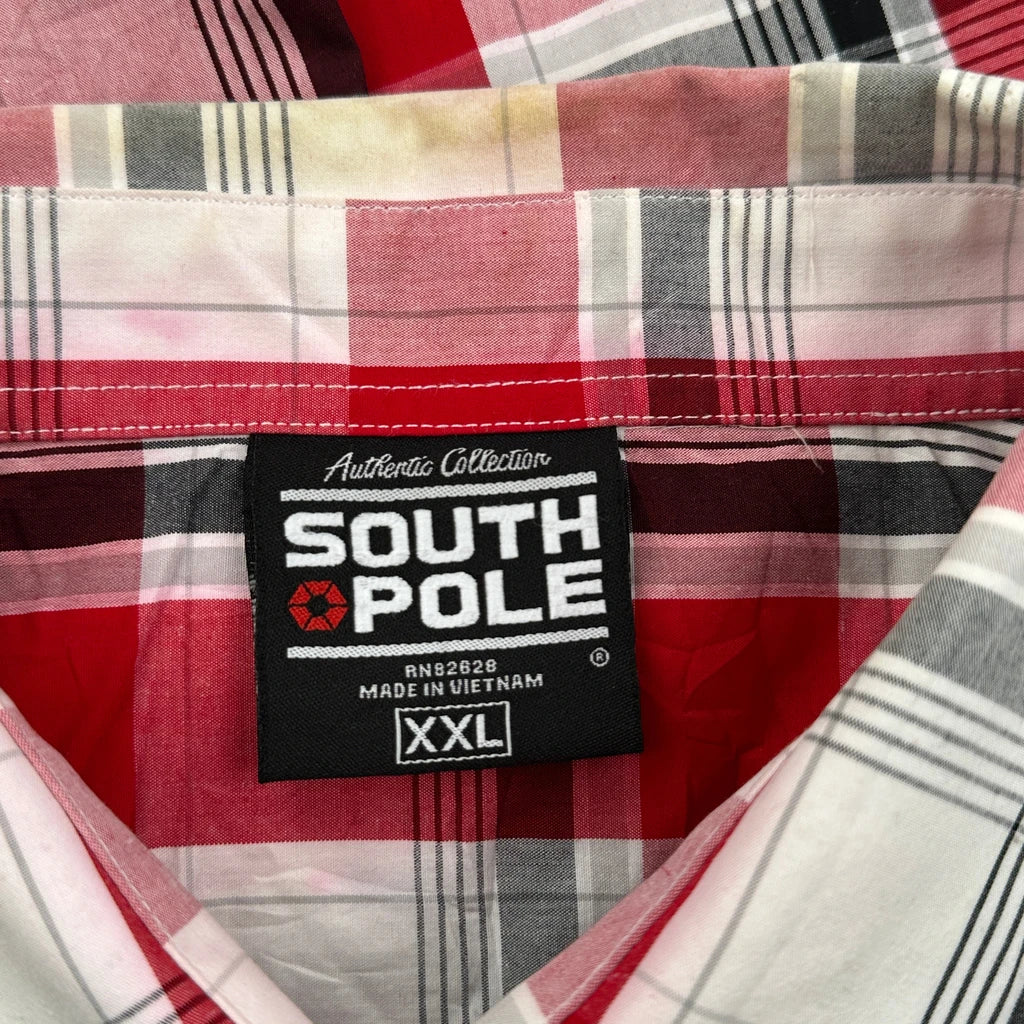 Authentic Collection
SOUTH
POLE
®
RN82628
MADE IN VIETNAM
XXL